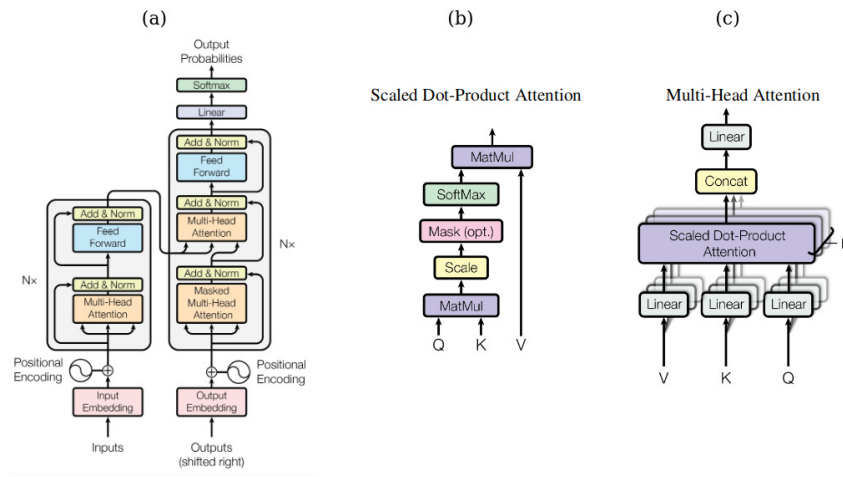 (a)
Output
Probabilities
Softmax
Linear
Add & Norm
Feed
Forward
Add & Norm
Multi-Head
Attention
Add & Norm
Masked
Multi-Head
Attention
Nx
Add & Norm
Feed
Forward
Add & Norm
Multi-Head
Attention
Nx
Positional
Encoding
Positional
Encoding
Input
Embedding
Output
Embedding
Inputs
Outputs
(shifted right)
(b)
Scaled Dot-Product Attention
MatMul
SoftMax
Mask (opt.)
Scale
MatMul
Q K V
(c)
Multi-Head Attention
Linear
Concat
Scaled Dot-Product
Attention
Linear Linear Linear
V K Q